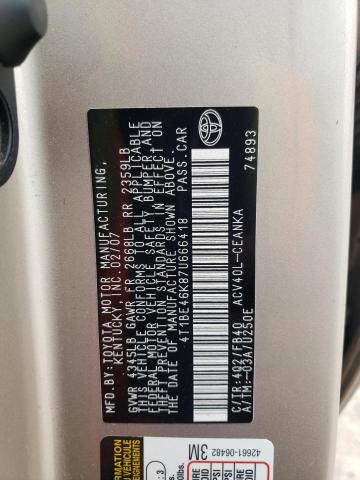 MFD.BY: TOYOTA MOTOR MANUFACTURING,
KENTUCKY, INC. 02/07
GVWR 4345LB GAWR FR 2668LB RR 2359LB
THIS VEHICLE CONFORMS TO ALL APPLICABLE
FEDERAL MOTOR VEHICLE SAFETY, BUMPER, AND
THEFT PREVENTION STANDARDS IN EFFECT ON
THE DATE OF MANUFACTURE SHOWN ABOVE.
4T1BE46K87U666418 PASS.CAR
C/TR: 4Q2/FB40 ACV40L-CEANKA
A/TM:-03A/U250E
74893
TOYOTA
42661-06482
3M